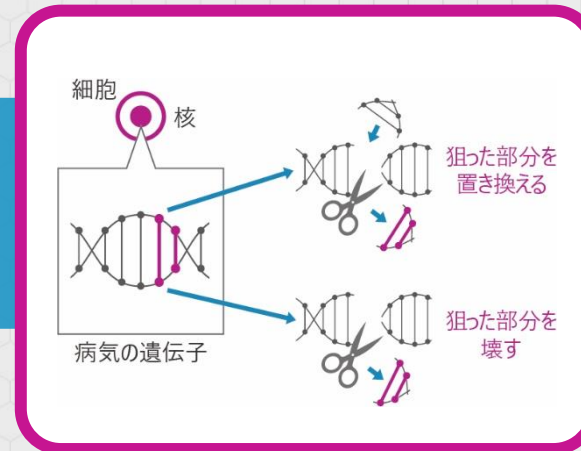 細胞
核
病気の遺伝子
狙った部分を
置き換える
狙った部分を
壊す